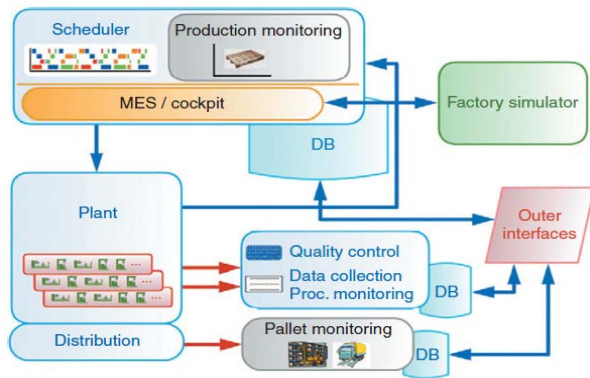 Scheduler
Production monitoring
MES / cockpit
Factory simulator
DB
Plant
Outer
interfaces
Quality control
Data collection
Proc. monitoring
DB
...
...
...
Distribution
Pallet monitoring
DB